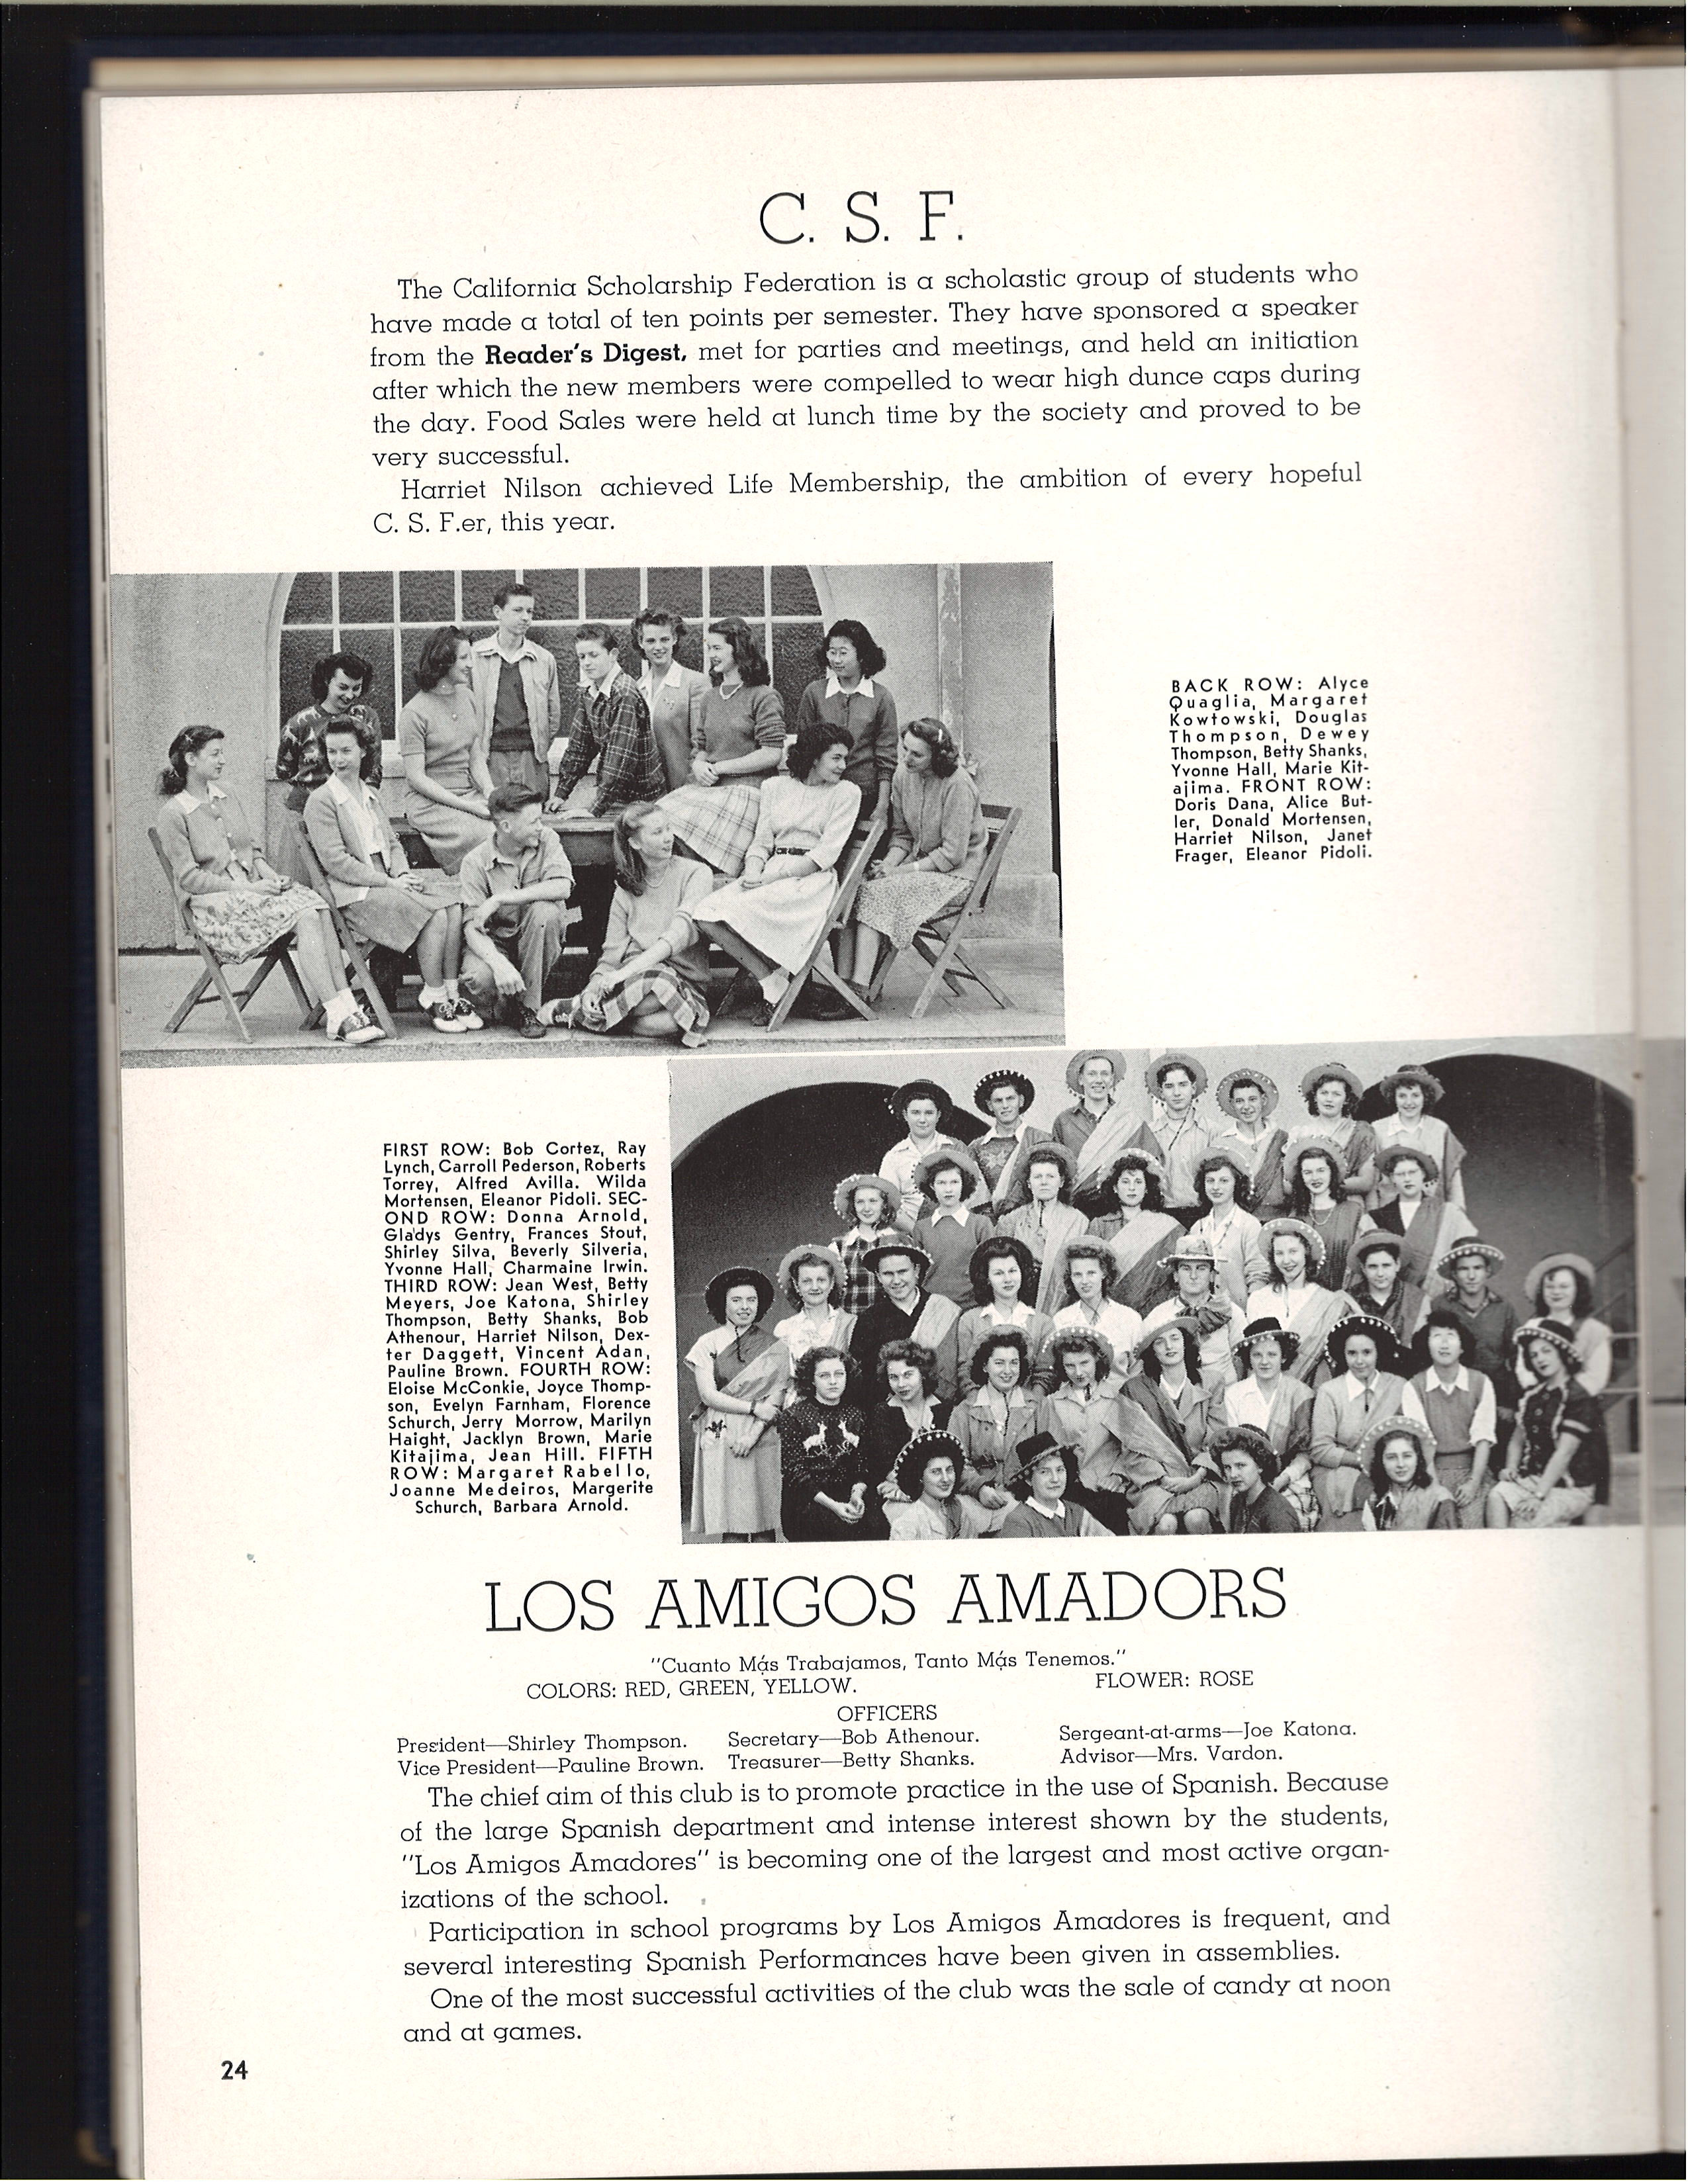 C. S. F.
The California Scholarship Federation is a scholastic group of students who
have made a total of ten points per semester. They have sponsored a speaker
from the Reader's Digest, met for parties and meetings, and held an initiation
after which the new members were compelled to wear high dunce caps during
the day. Food Sales were held at lunch time by the society and proved to be
very successful.
Harriet Nilson achieved Life Membership, the ambition of every hopeful
C. S. F.er, this year.
BACK ROW: Alyce
Quaglia, Margaret
Kowtowski, Douglas
Thompson, Dewey
Thompson, Betty Shanks,
Yvonne Hall, Marie Kit-
ajima. FRONT ROW:
Doris Dana, Alice But-
ler, Donald Mortensen,
Harriet Nilson, Janet
Frager, Eleanor Pidoli.
FIRST ROW: Bob Cortez, Ray
Lynch, Carroll Pederson, Roberts
Torrey, Alfred Avilla. Wilda
Mortensen, Eleanor Pidoli. SEC-
OND ROW: Donna Arnold,
Gladys Gentry, Frances Stout,
Shirley Silva, Beverly Silveria,
Yvonne Hall, Charmaine Irwin.
THIRD ROW: Jean West, Betty
Meyers, Joe Katona, Shirley
Thompson, Betty Shanks, Bob
Athenour, Harriet Nilson, Dex-
ter Daggett, Vincent Adan,
Pauline Brown. FOURTH ROW:
Eloise McConkie, Joyce Thomp-
son, Evelyn Farnham, Florence
Schurch, Jerry Morrow, Marilyn
Haight, Jacklyn Brown, Marie
Kitajima, Jean Hill. FIFTH
ROW: Margaret Rabello,
Joanne Medeiros, Margerite
Schurch, Barbara Arnold.
LOS AMIGOS AMADORS
"Cuanto Más Trabajamos, Tanto Más Tenemos."
COLORS: RED, GREEN, YELLOW. FLOWER: ROSE
OFFICERS
President—Shirley Thompson. Secretary—Bob Athenour. Sergeant-at-arms—Joe Katona.
Vice President—Pauline Brown. Treasurer—Betty Shanks. Advisor—Mrs. Vardon.
The chief aim of this club is to promote practice in the use of Spanish. Because
of the large Spanish department and intense interest shown by the students,
"Los Amigos Amadores" is becoming one of the largest and most active organ-
izations of the school.
Participation in school programs by Los Amigos Amadores is frequent, and
several interesting Spanish Performances have been given in assemblies.
One of the most successful activities of the club was the sale of candy at noon
and at games.
24